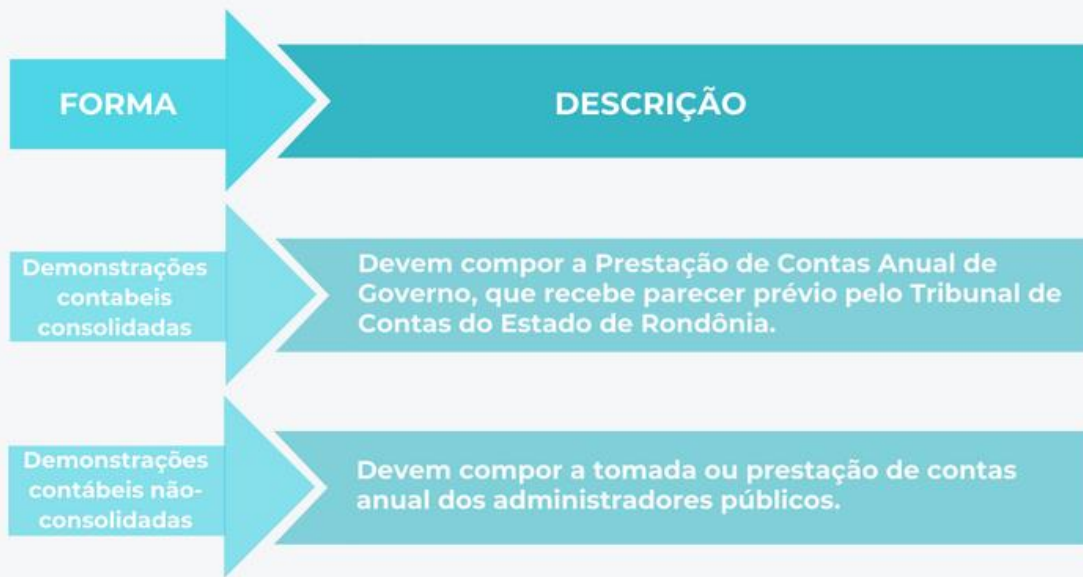 FORMA
DESCRIÇÃO
Demonstrações
contabeis
consolidadas
Devem compor a Prestação de Contas Anual de
Governo, que recebe parecer prévio pelo Tribunal de
Contas do Estado de Rondônia.
Demonstrações
contábeis não-
consolidadas
Devem compor a tomada ou prestação de contas
anual dos administradores públicos.